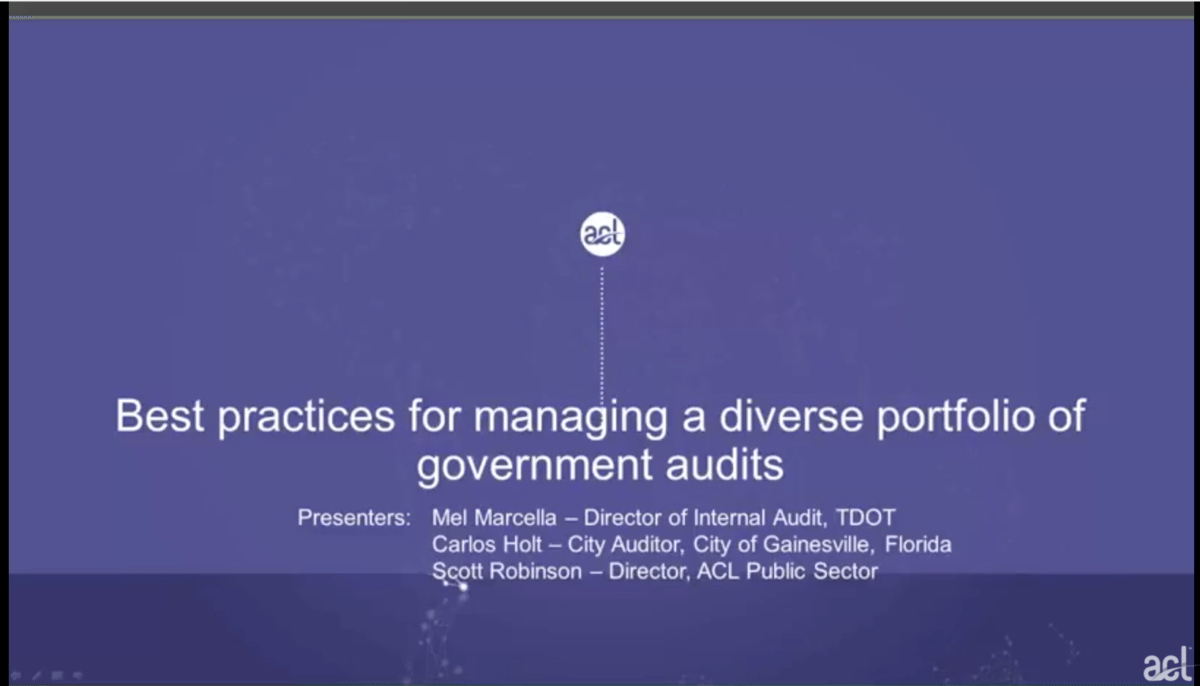 acl
Best practices for managing a diverse portfolio of
government audits
Presenters: Mel Marcella – Director of Internal Audit, TDOT
Carlos Holt – City Auditor, City of Gainesville, Florida
Scott Robinson – Director, ACL Public Sector
acl